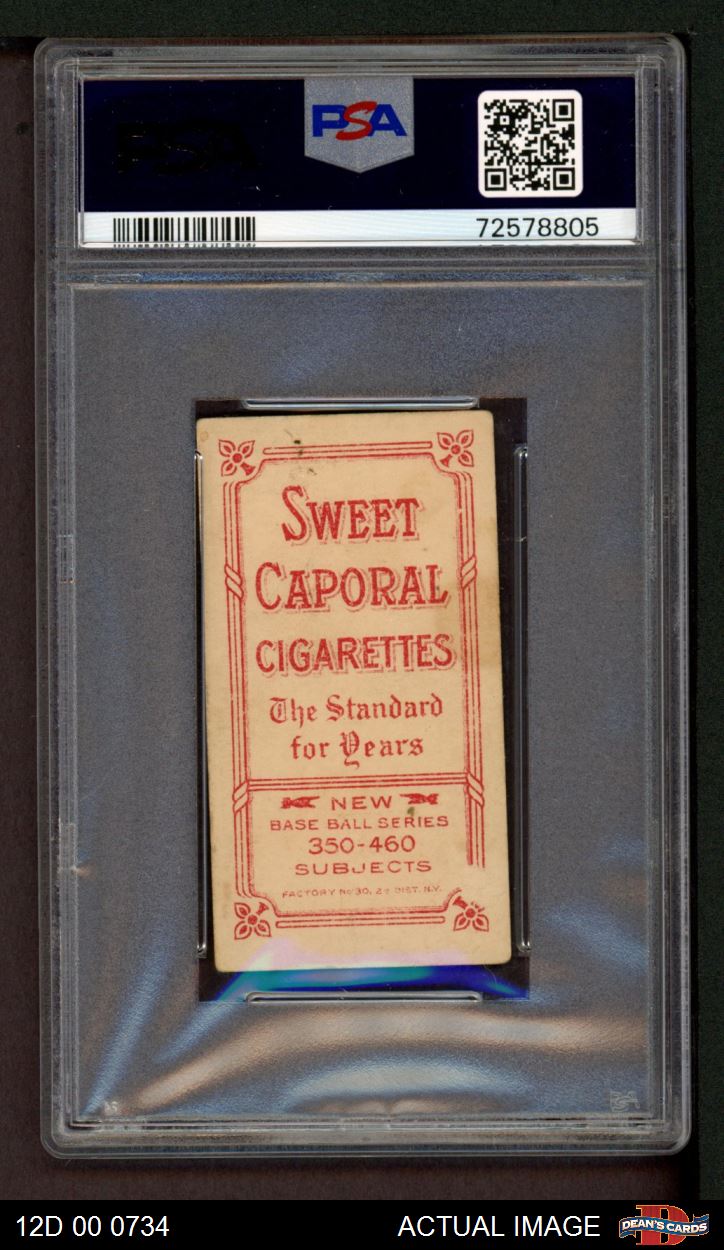 PSA
PSA
72578805
SWEET
CAPORAL
CIGARETTES
The Standard
for Years
NEW
BASE BALL SERIES
350-460
SUBJECTS
FACTORY No 30, 2d DIST. N.Y.
12D 00 0734
ACTUAL IMAGE
DEAN'S CARDS